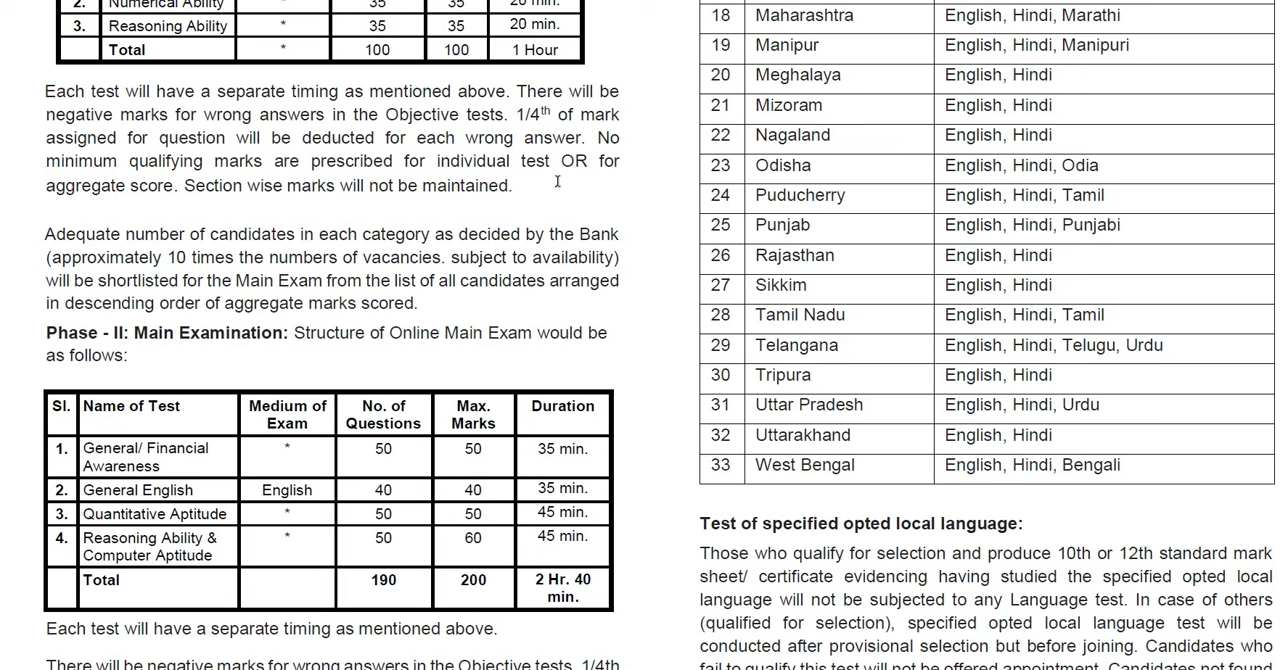 2. Numerical Ability * 35 35 20 min.
3. Reasoning Ability * 35 35 20 min.
Total * 100 100 1 Hour
Each test will have a separate timing as mentioned above. There will be
negative marks for wrong answers in the Objective tests. 1/4th of mark
assigned for question will be deducted for each wrong answer. No
minimum qualifying marks are prescribed for individual test OR for
aggregate score. Section wise marks will not be maintained.
Adequate number of candidates in each category as decided by the Bank
(approximately 10 times the numbers of vacancies. subject to availability)
will be shortlisted for the Main Exam from the list of all candidates arranged
in descending order of aggregate marks scored.
Phase - II: Main Examination: Structure of Online Main Exam would be
as follows:
Sl. Name of Test Medium of Exam No. of Questions Max. Marks Duration
1. General/ Financial Awareness * 50 50 35 min.
2. General English English 40 40 35 min.
3. Quantitative Aptitude * 50 50 45 min.
4. Reasoning Ability & Computer Aptitude * 50 60 45 min.
Total 190 200 2 Hr. 40 min.
Each test will have a separate timing as mentioned above.
There will be negative marks for wrong answers in the Objective tests. 1/4th
18 Maharashtra English, Hindi, Marathi
19 Manipur English, Hindi, Manipuri
20 Meghalaya English, Hindi
21 Mizoram English, Hindi
22 Nagaland English, Hindi
23 Odisha English, Hindi, Odia
24 Puducherry English, Hindi, Tamil
25 Punjab English, Hindi, Punjabi
26 Rajasthan English, Hindi
27 Sikkim English, Hindi
28 Tamil Nadu English, Hindi, Tamil
29 Telangana English, Hindi, Telugu, Urdu
30 Tripura English, Hindi
31 Uttar Pradesh English, Hindi, Urdu
32 Uttarakhand English, Hindi
33 West Bengal English, Hindi, Bengali
Test of specified opted local language:
Those who qualify for selection and produce 10th or 12th standard mark
sheet/ certificate evidencing having studied the specified opted local
language will not be subjected to any Language test. In case of others
(qualified for selection), specified opted local language test will be
conducted after provisional selection but before joining. Candidates who
fail to qualify this test will not be offered appointment. Candidates not found